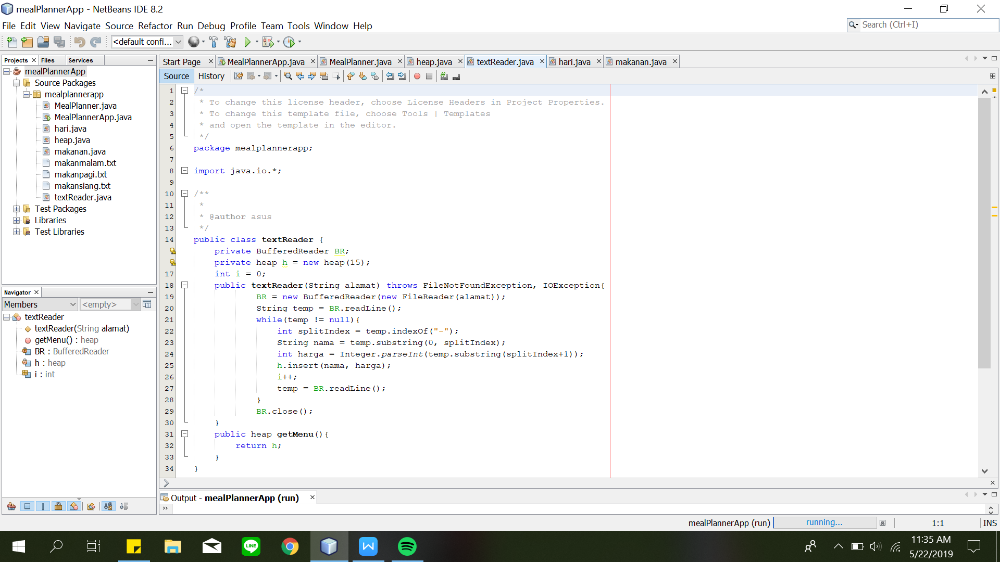 mealPlannerApp - NetBeans IDE 8.2
File Edit View Navigate Source Refactor Run Debug Profile Team Tools Window Help
Search (Ctrl+I)
<default confi...
Projects Files Services
mealPlannerApp
Source Packages
mealplannerapp
MealPlanner.java
MealPlannerApp.java
hari.java
heap.java
makanan.java
makanmalam.txt
makanpagi.txt
makansiang.txt
textReader.java
Test Packages
Libraries
Test Libraries
Navigator
Members <empty>
textReader
textReader(String alamat)
getMenu() : heap
BR : BufferedReader
h : heap
i : int
Start Page MealPlannerApp.java MealPlanner.java heap.java textReader.java hari.java makanan.java
Source History
1 /*
2 * To change this license header, choose License Headers in Project Properties.
3 * To change this template file, choose Tools | Templates
4 * and open the template in the editor.
5 */
6 package mealplannerapp;
7
8 import java.io.*;
9
10 /**
11 *
12 * @author asus
13 */
14 public class textReader {
private BufferedReader BR;
private heap h = new heap(15);
17 int i = 0;
18 public textReader(String alamat) throws FileNotFoundException, IOException{
19 BR = new BufferedReader(new FileReader(alamat));
20 String temp = BR.readLine();
21 while(temp != null){
22 int splitIndex = temp.indexOf("-");
23 String nama = temp.substring(0, splitIndex);
24 int harga = Integer.parseInt(temp.substring(splitIndex+1));
25 h.insert(nama, harga);
26 i++;
27 temp = BR.readLine();
28 }
29 BR.close();
30 }
31 public heap getMenu(){
32 return h;
33 }
34 }
Output - mealPlannerApp (run)
mealPlannerApp (run) running... 1:1 INS
LINE
W
11:35 AM
5/22/2019